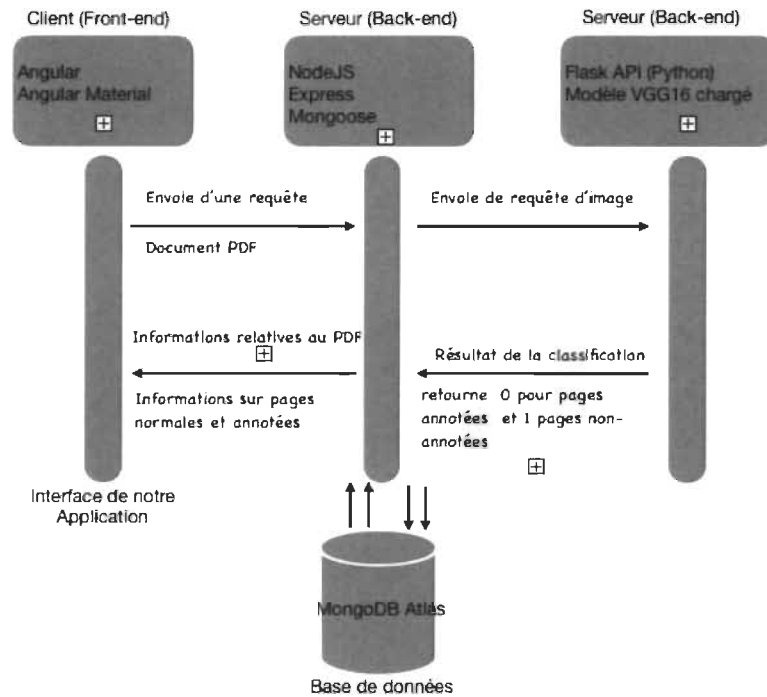 Client (Front-end)
Serveur (Back-end)
Serveur (Back-end)
Angular
Angular Material
NodeJS
Express
Mongoose
Flask API (Python)
Modèle VGG16 chargé
Envoie d'une requête
Document PDF
Envoie de requête d'image
Informations relatives au PDF
Informations sur pages
normales et annotées
Résultat de la classification
retourne 0 pour pages
annotées et 1 pages non-
annotées
Interface de notre
Application
MongoDB Atlas
Base de données